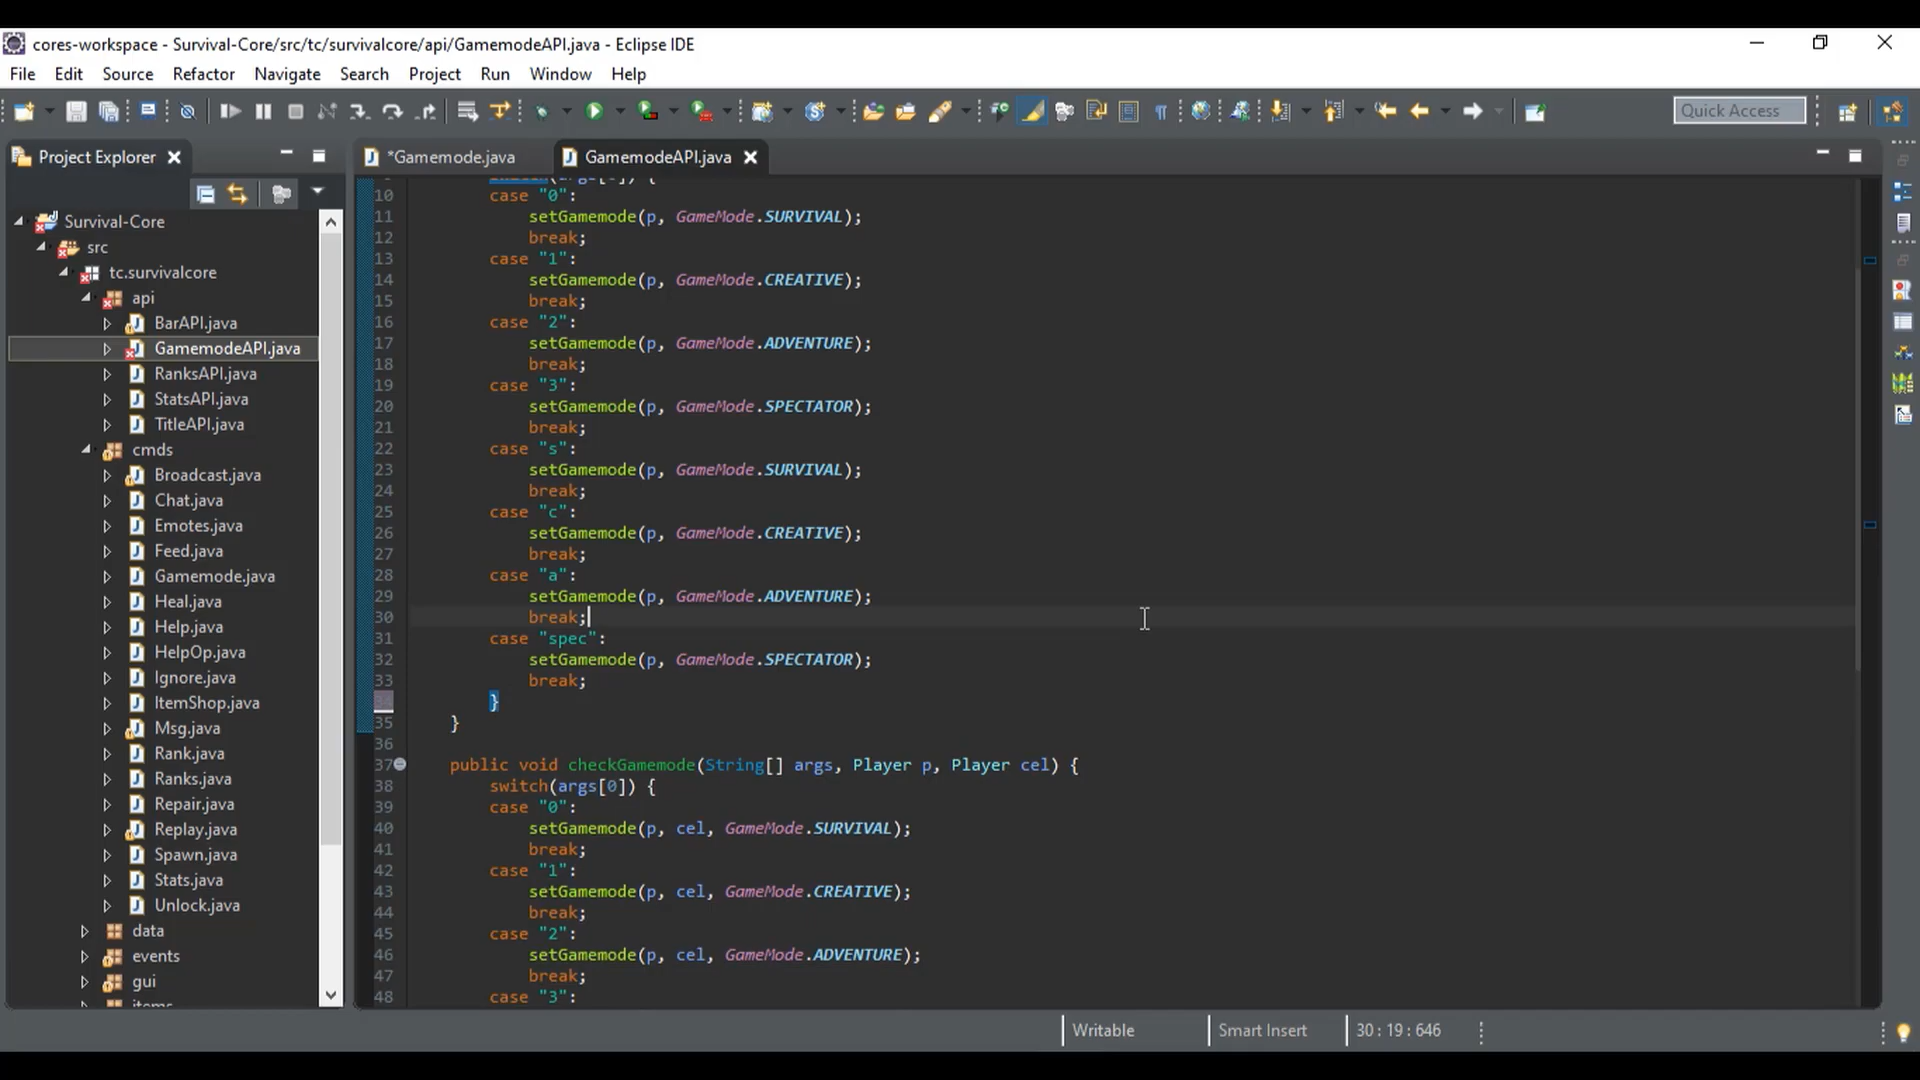 cores-workspace - Survival-Core/src/tc/survivalcore/api/GamemodeAPI.java - Eclipse IDE
File Edit Source Refactor Navigate Search Project Run Window Help
Quick Access
Project Explorer
*Gamemode.java
GamemodeAPI.java
Survival-Core
src
tc.survivalcore
api
BarAPI.java
GamemodeAPI.java
RanksAPI.java
StatsAPI.java
TitleAPI.java
cmds
Broadcast.java
Chat.java
Emotes.java
Feed.java
Gamemode.java
Heal.java
Help.java
HelpOp.java
Ignore.java
ItemShop.java
Msg.java
Rank.java
Ranks.java
Repair.java
Replay.java
Spawn.java
Stats.java
Unlock.java
data
events
gui
items
10 case "0":
11 setGamemode(p, GameMode.SURVIVAL);
12 break;
13 case "1":
14 setGamemode(p, GameMode.CREATIVE);
15 break;
16 case "2":
17 setGamemode(p, GameMode.ADVENTURE);
18 break;
19 case "3":
20 setGamemode(p, GameMode.SPECTATOR);
21 break;
22 case "s":
23 setGamemode(p, GameMode.SURVIVAL);
24 break;
25 case "c":
26 setGamemode(p, GameMode.CREATIVE);
27 break;
28 case "a":
29 setGamemode(p, GameMode.ADVENTURE);
30 break;
31 case "spec":
32 setGamemode(p, GameMode.SPECTATOR);
33 break;
34 }
35 }
36
37 public void checkGamemode(String[] args, Player p, Player cel) {
38 switch(args[0]) {
39 case "0":
40 setGamemode(p, cel, GameMode.SURVIVAL);
41 break;
42 case "1":
43 setGamemode(p, cel, GameMode.CREATIVE);
44 break;
45 case "2":
46 setGamemode(p, cel, GameMode.ADVENTURE);
47 break;
48 case "3":
Writable
Smart Insert
30 : 19 : 646